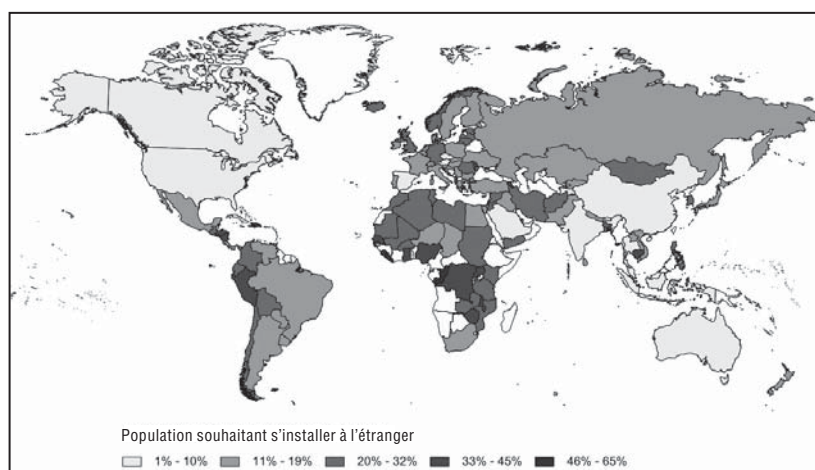 Population souhaitant s'installer à l'étranger
1% - 10% 11% - 19% 20% - 32% 33% - 45% 46% - 65%